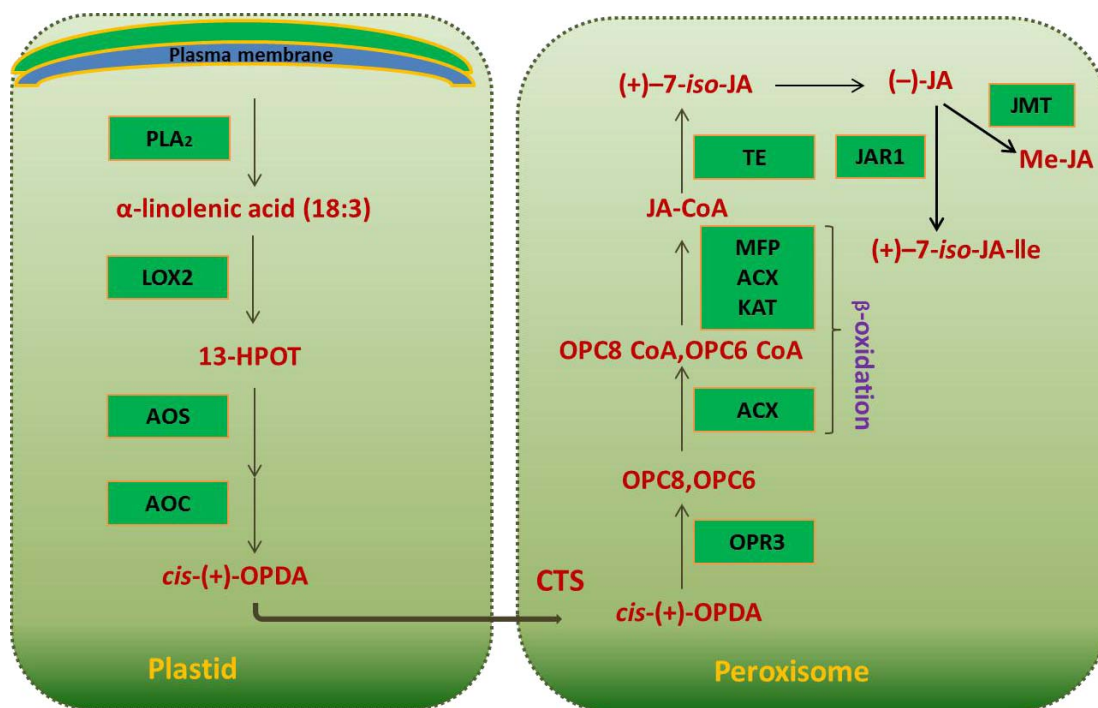 Plasma membrane
PLA₂
α-linolenic acid (18:3)
LOX2
13-HPOT
AOS
AOC
cis-(+)-OPDA
Plastid
(+)–7-iso-JA
(–)-JA
JMT
TE
JAR1
Me-JA
JA-CoA
(+)–7-iso-JA-lle
MFP
ACX
KAT
β-oxidation
OPC8 CoA,OPC6 CoA
ACX
OPC8,OPC6
OPR3
CTS
cis-(+)-OPDA
Peroxisome